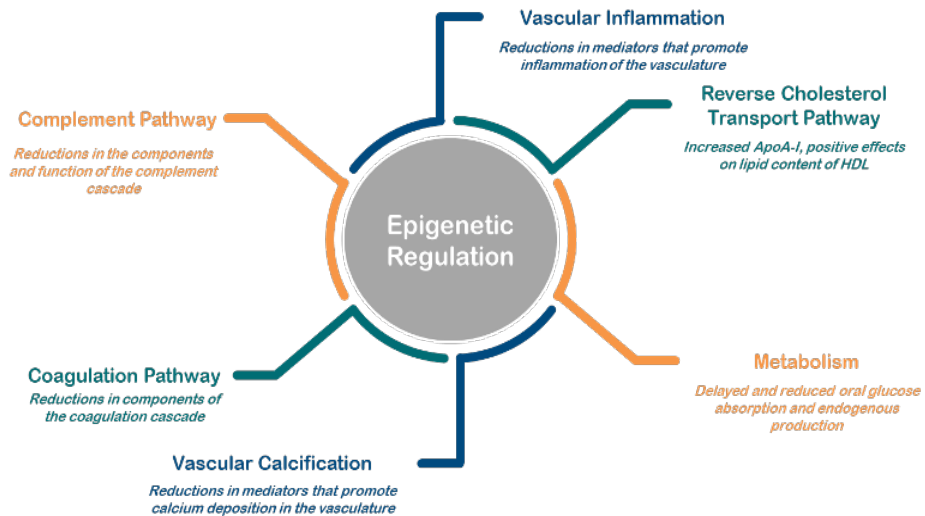 Vascular Inflammation
Reductions in mediators that promote
inflammation of the vasculature
Reverse Cholesterol
Transport Pathway
Increased ApoA-I, positive effects
on lipid content of HDL
Complement Pathway
Reductions in the components
and function of the complement
cascade
Epigenetic
Regulation
Metabolism
Delayed and reduced oral glucose
absorption and endogenous
production
Coagulation Pathway
Reductions in components of
the coagulation cascade
Vascular Calcification
Reductions in mediators that promote
calcium deposition in the vasculature